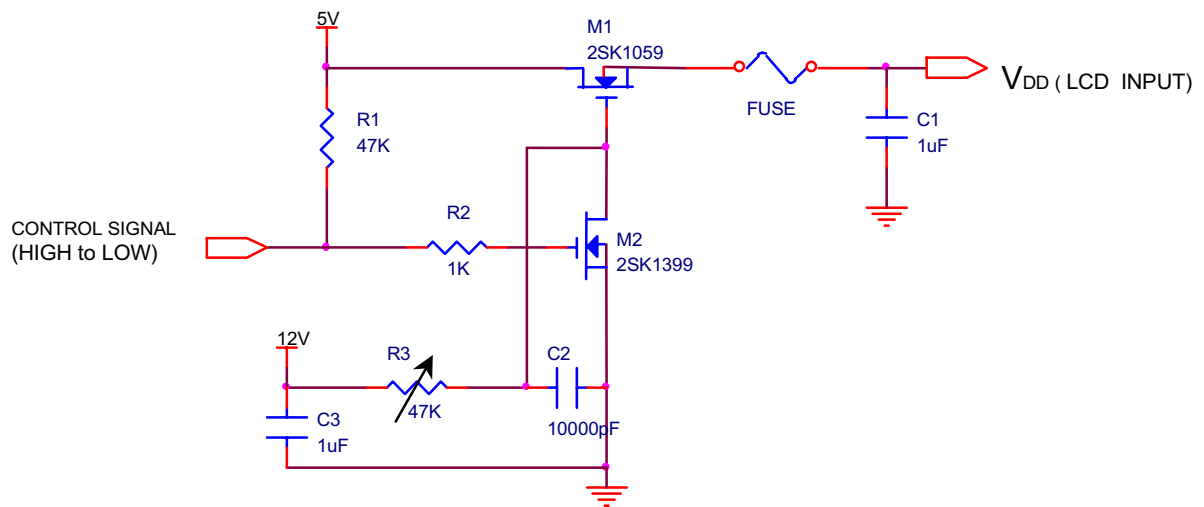 5V
M1
2SK1059
R1
47K
FUSE
VDD ( LCD INPUT)
C1
1uF
CONTROL SIGNAL
(HIGH to LOW)
R2
1K
M2
2SK1399
12V
R3
47K
C2
10000pF
C3
1uF